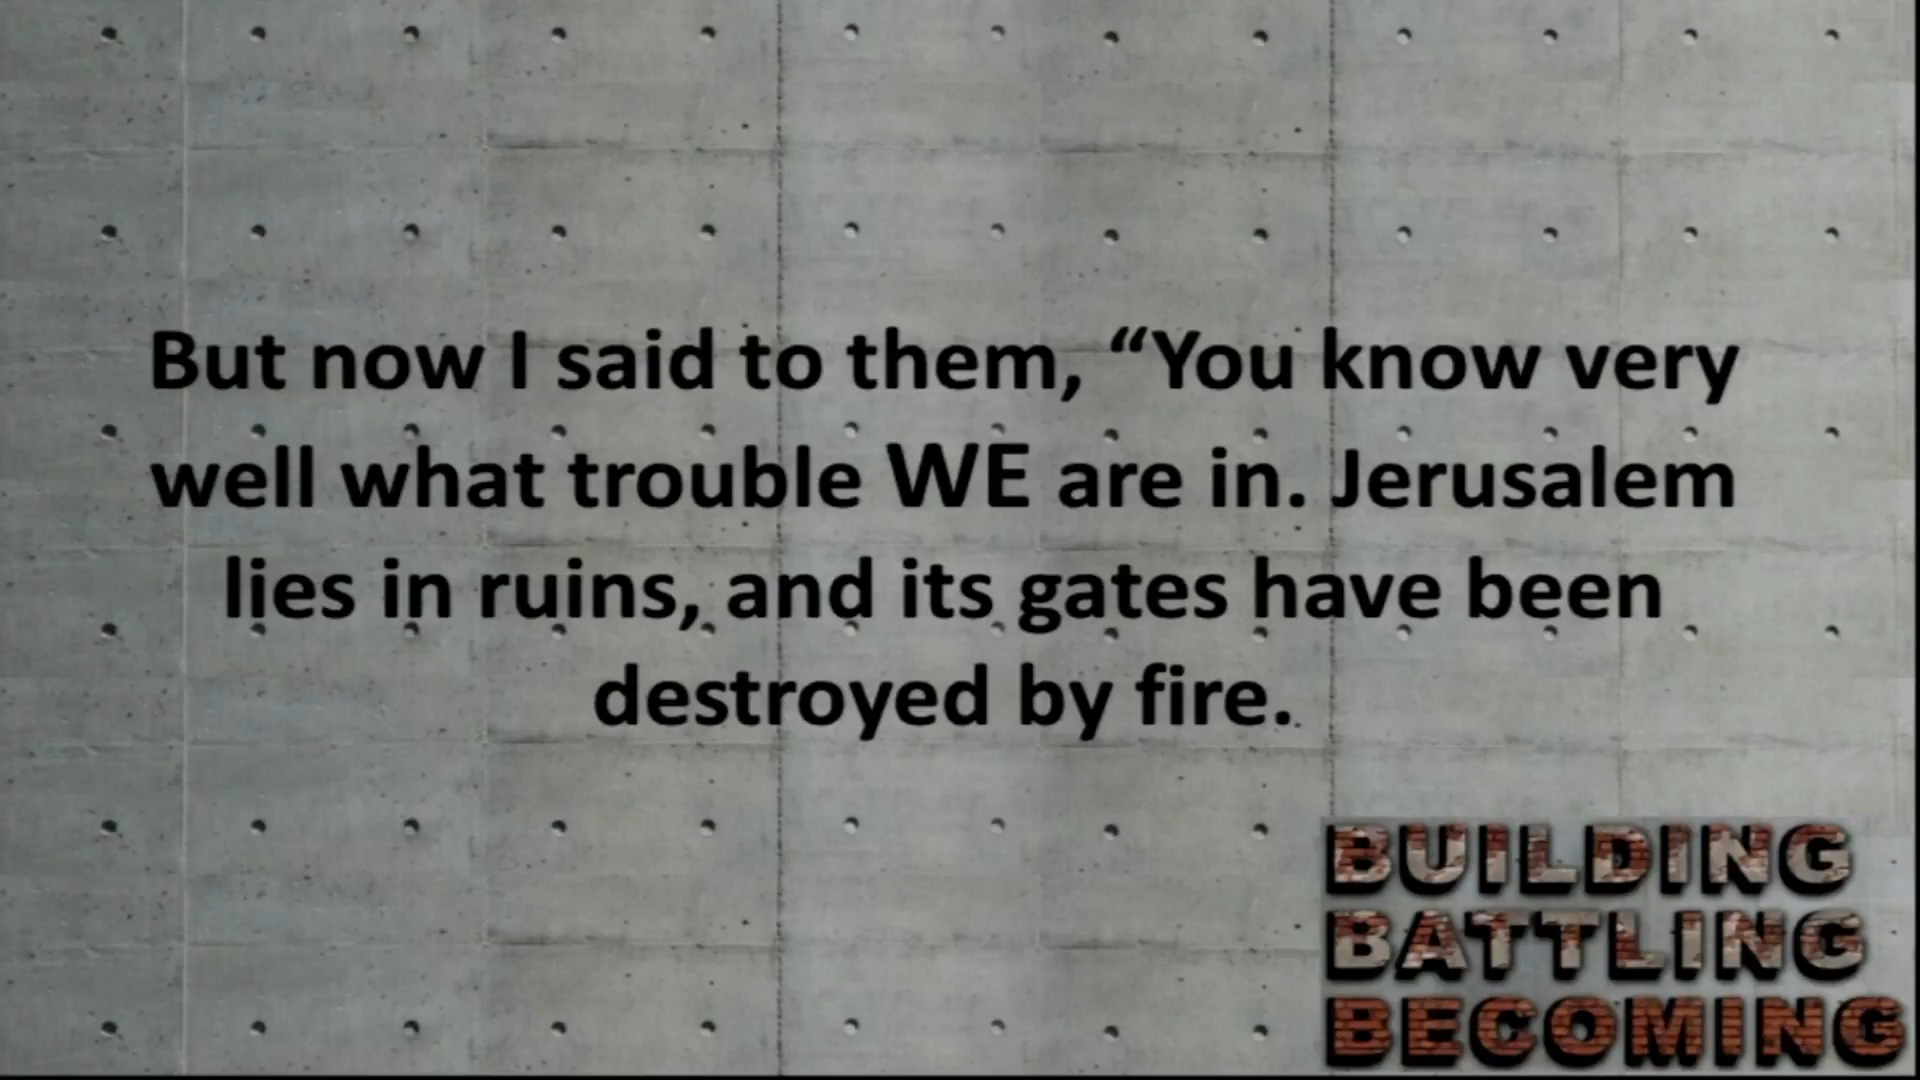 But now I said to them, “You know very
well what trouble WE are in. Jerusalem
lies in ruins, and its gates have been
destroyed by fire.
BUILDING
BATTLING
BECOMING